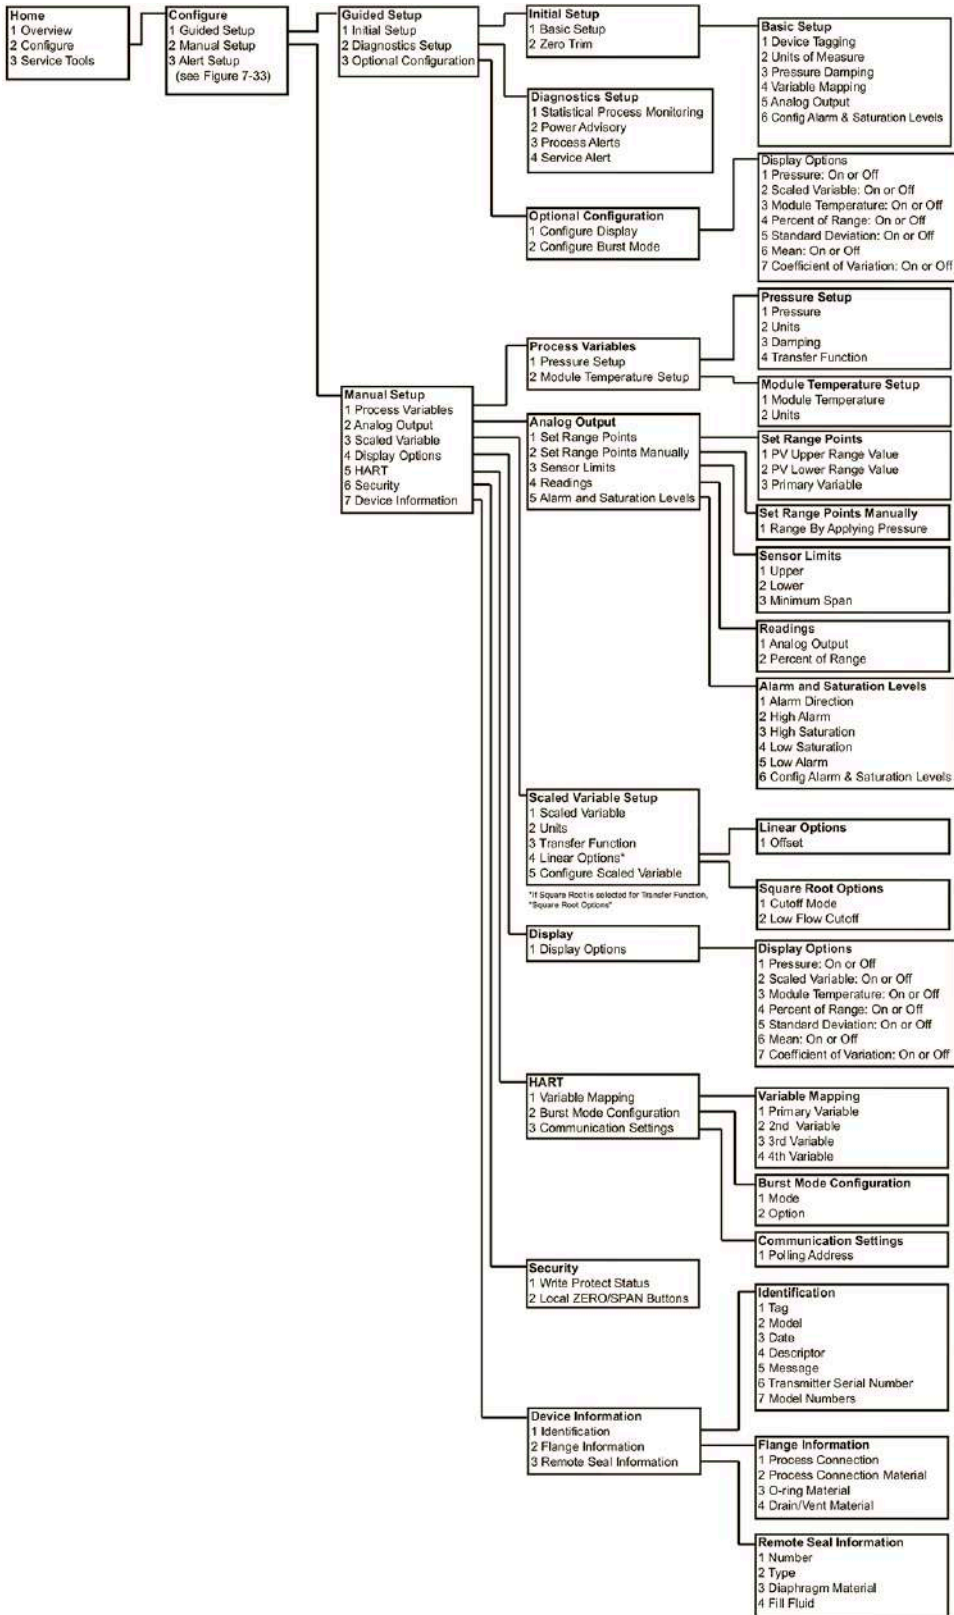 Home
1 Overview
2 Configure
3 Service Tools
Configure
1 Guided Setup
2 Manual Setup
3 Alert Setup
(see Figure 7-33)
Guided Setup
1 Initial Setup
2 Diagnostics Setup
3 Optional Configuration
Initial Setup
1 Basic Setup
2 Zero Trim
Basic Setup
1 Device Tagging
2 Units of Measure
3 Pressure Damping
4 Variable Mapping
5 Analog Output
6 Config Alarm & Saturation Levels
Diagnostics Setup
1 Statistical Process Monitoring
2 Power Advisory
3 Process Alerts
4 Service Alert
Optional Configuration
1 Configure Display
2 Configure Burst Mode
Display Options
1 Pressure: On or Off
2 Scaled Variable: On or Off
3 Module Temperature: On or Off
4 Percent of Range: On or Off
5 Standard Deviation: On or Off
6 Mean: On or Off
7 Coefficient of Variation: On or Off
Manual Setup
1 Process Variables
2 Analog Output
3 Scaled Variable
4 Display Options
5 HART
6 Security
7 Device Information
Process Variables
1 Pressure Setup
2 Module Temperature Setup
Pressure Setup
1 Pressure
2 Units
3 Damping
4 Transfer Function
Module Temperature Setup
1 Module Temperature
2 Units
Analog Output
1 Set Range Points
2 Set Range Points Manually
3 Sensor Limits
4 Readings
5 Alarm and Saturation Levels
Set Range Points
1 PV Upper Range Value
2 PV Lower Range Value
3 Primary Variable
Set Range Points Manually
1 Range By Applying Pressure
Sensor Limits
1 Upper
2 Lower
3 Minimum Span
Readings
1 Analog Output
2 Percent of Range
Alarm and Saturation Levels
1 Alarm Direction
2 High Alarm
3 High Saturation
4 Low Saturation
5 Low Alarm
6 Config Alarm & Saturation Levels
Scaled Variable Setup
1 Scaled Variable
2 Units
3 Transfer Function
4 Linear Options*
5 Configure Scaled Variable
*If Square Root is selected for Transfer Function,
"Square Root Options"
Linear Options
1 Offset
Square Root Options
1 Cutoff Mode
2 Low Flow Cutoff
Display
1 Display Options
Display Options
1 Pressure: On or Off
2 Scaled Variable: On or Off
3 Module Temperature: On or Off
4 Percent of Range: On or Off
5 Standard Deviation: On or Off
6 Mean: On or Off
7 Coefficient of Variation: On or Off
HART
1 Variable Mapping
2 Burst Mode Configuration
3 Communication Settings
Variable Mapping
1 Primary Variable
2 2nd Variable
3 3rd Variable
4 4th Variable
Burst Mode Configuration
1 Mode
2 Option
Communication Settings
1 Polling Address
Security
1 Write Protect Status
2 Local ZERO/SPAN Buttons
Identification
1 Tag
2 Model
3 Date
4 Descriptor
5 Message
6 Transmitter Serial Number
7 Model Numbers
Device Information
1 Identification
2 Flange Information
3 Remote Seal Information
Flange Information
1 Process Connection
2 Process Connection Material
3 O-ring Material
4 Drain/Vent Material
Remote Seal Information
1 Number
2 Type
3 Diaphragm Material
4 Fill Fluid